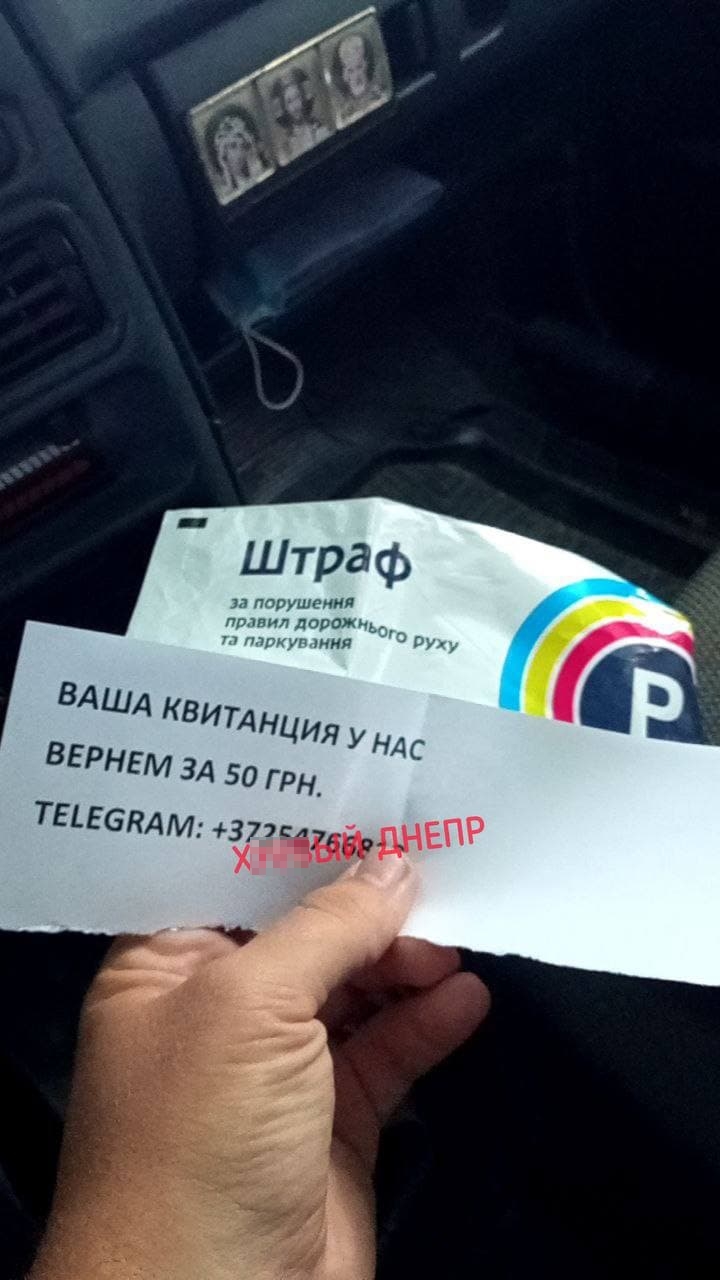 Штраф
за порушення
правил дорожнього руху
та паркування
P
ВАША КВИТАНЦИЯ У НАС
ВЕРНЕМ ЗА 50 ГРН.
TELEGRAM:
ДНЕПР